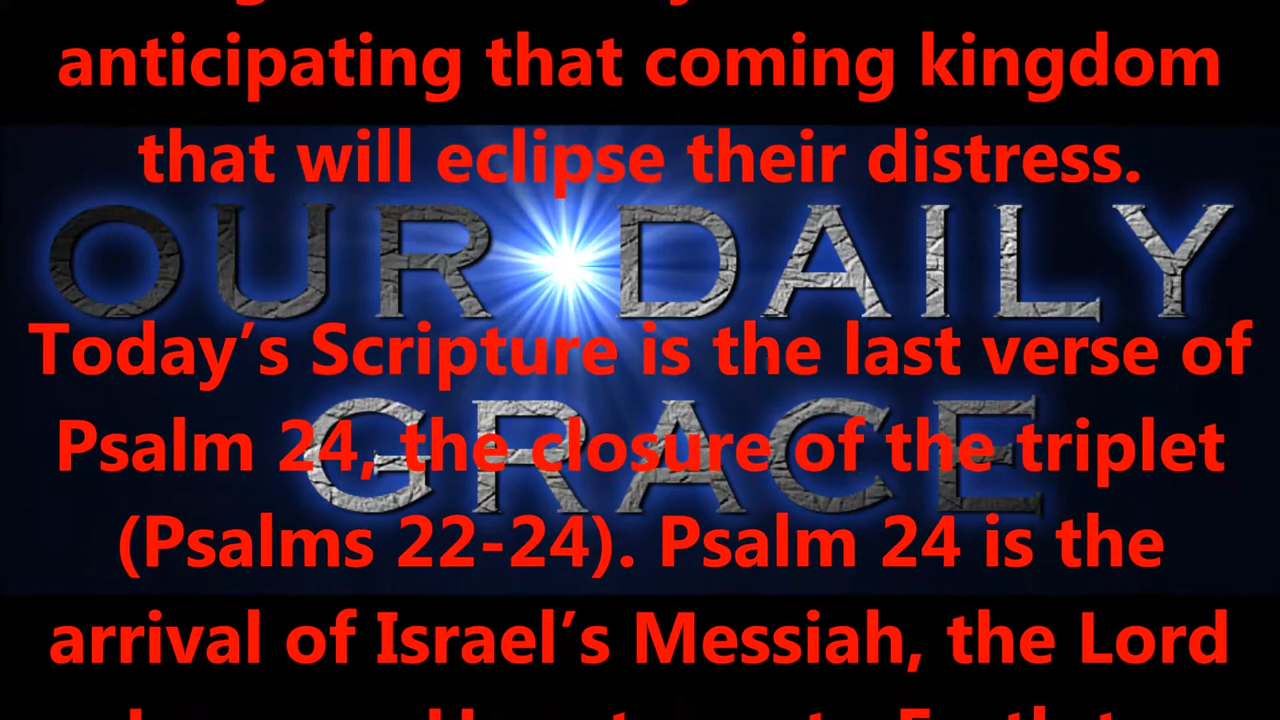 anticipating that coming kingdom
that will eclipse their distress.
OUR DAILY
Today’s Scripture is the last verse of
GRACE
Psalm 24, the closure of the triplet
(Psalms 22-24). Psalm 24 is the
arrival of Israel’s Messiah, the Lord